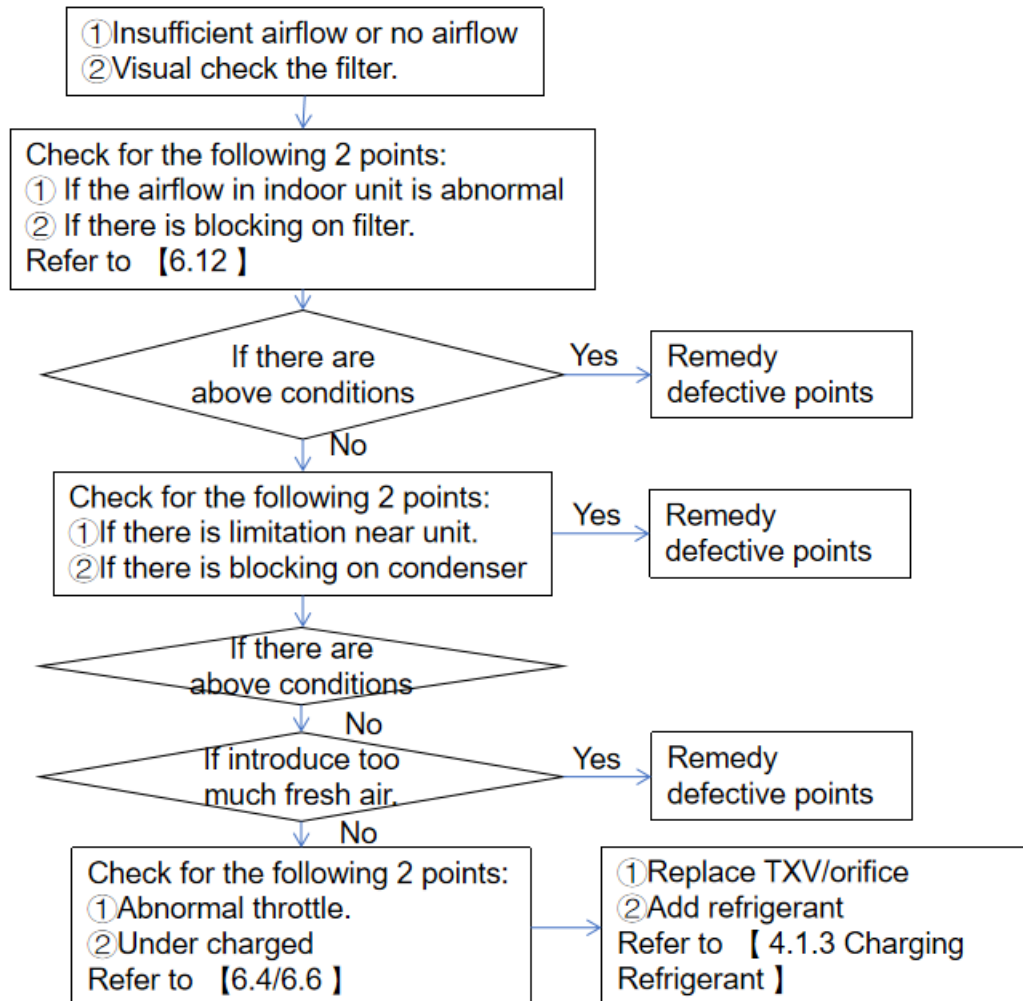 ①Insufficient airflow or no airflow
②Visual check the filter.
Check for the following 2 points:
① If the airflow in indoor unit is abnormal
② If there is blocking on filter.
Refer to 【6.12 】
If there are
above conditions
Yes
Remedy
defective points
No
Check for the following 2 points:
①If there is limitation near unit.
②If there is blocking on condenser
Yes
Remedy
defective points
If there are
above conditions
No
If introduce too
much fresh air.
Yes
Remedy
defective points
No
Check for the following 2 points:
①Abnormal throttle.
②Under charged
Refer to 【6.4/6.6 】
①Replace TXV/orifice
②Add refrigerant
Refer to 【 4.1.3 Charging
Refrigerant 】